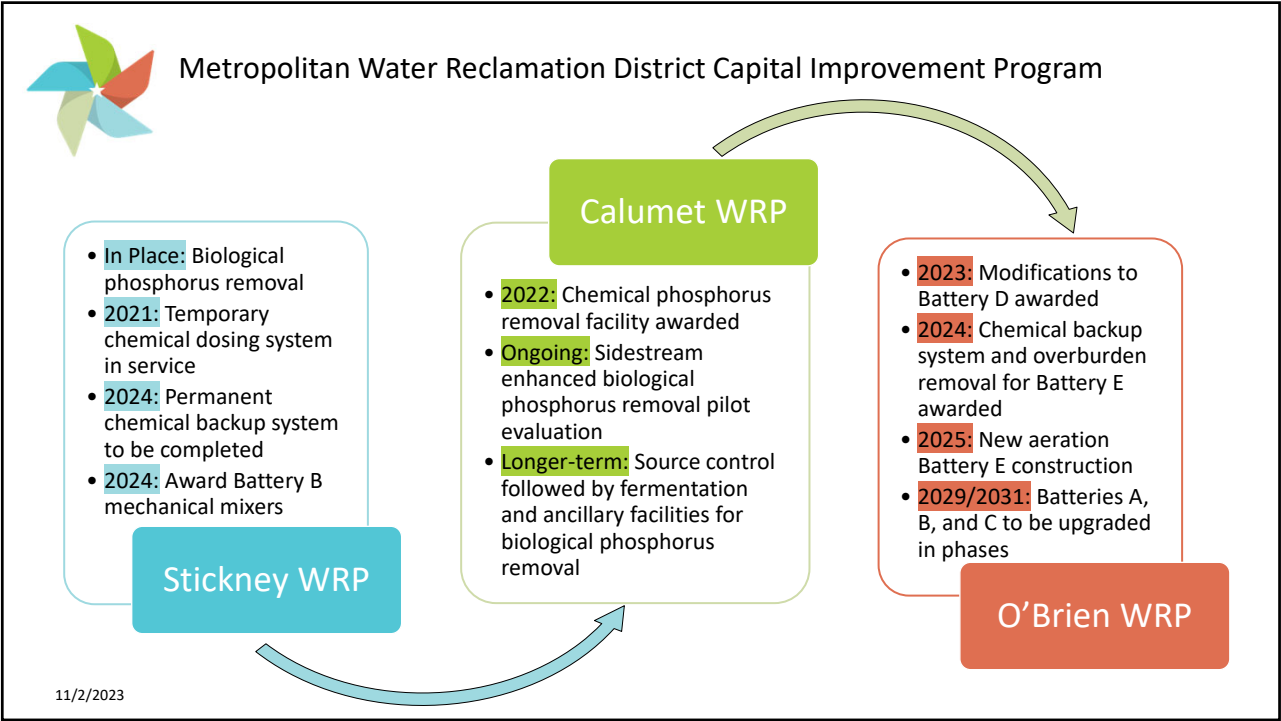 Metropolitan Water Reclamation District Capital Improvement Program
• In Place: Biological
phosphorus removal
• 2021: Temporary
chemical dosing system
in service
• 2024: Permanent
chemical backup system
to be completed
• 2024: Award Battery B
mechanical mixers
Stickney WRP
Calumet WRP
• 2022: Chemical phosphorus
removal facility awarded
• Ongoing: Sidestream
enhanced biological
phosphorus removal pilot
evaluation
• Longer-term: Source control
followed by fermentation
and ancillary facilities for
biological phosphorus
removal
• 2023: Modifications to
Battery D awarded
• 2024: Chemical backup
system and overburden
removal for Battery E
awarded
• 2025: New aeration
Battery E construction
• 2029/2031: Batteries A,
B, and C to be upgraded
in phases
O’Brien WRP
11/2/2023